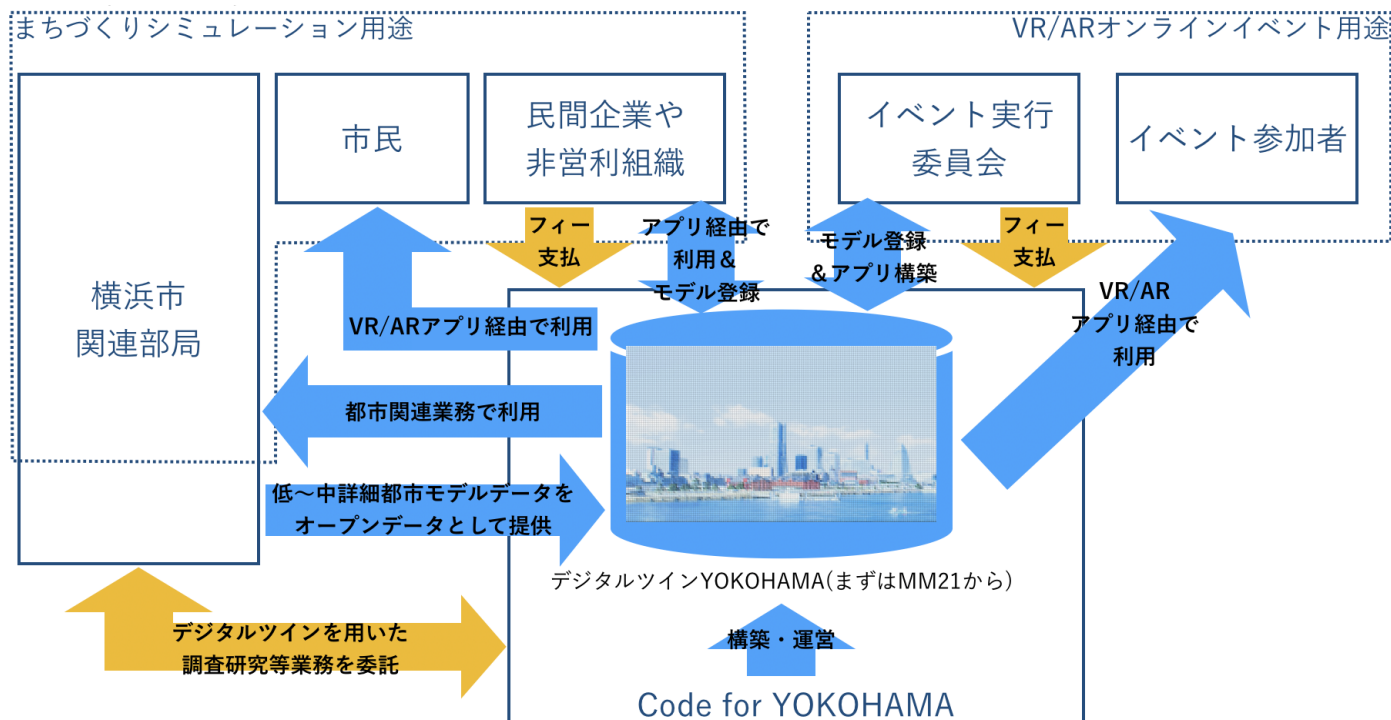 まちづくりシミュレーション用途
VR/ARオンラインイベント用途
横浜市
関連部局
市民
民間企業や
非営利組織
イベント実行
委員会
イベント参加者
フィー
支払
アプリ経由で
利用＆
モデル登録
モデル登録
＆アプリ構築
フィー
支払
VR/AR
アプリ経由で
利用
VR/ARアプリ経由で利用
都市関連業務で利用
低～中詳細都市モデルデータを
オープンデータとして提供
デジタルツインYOKOHAMA(まずはMM21から)
デジタルツインを用いた
調査研究等業務を委託
構築・運営
Code for YOKOHAMA